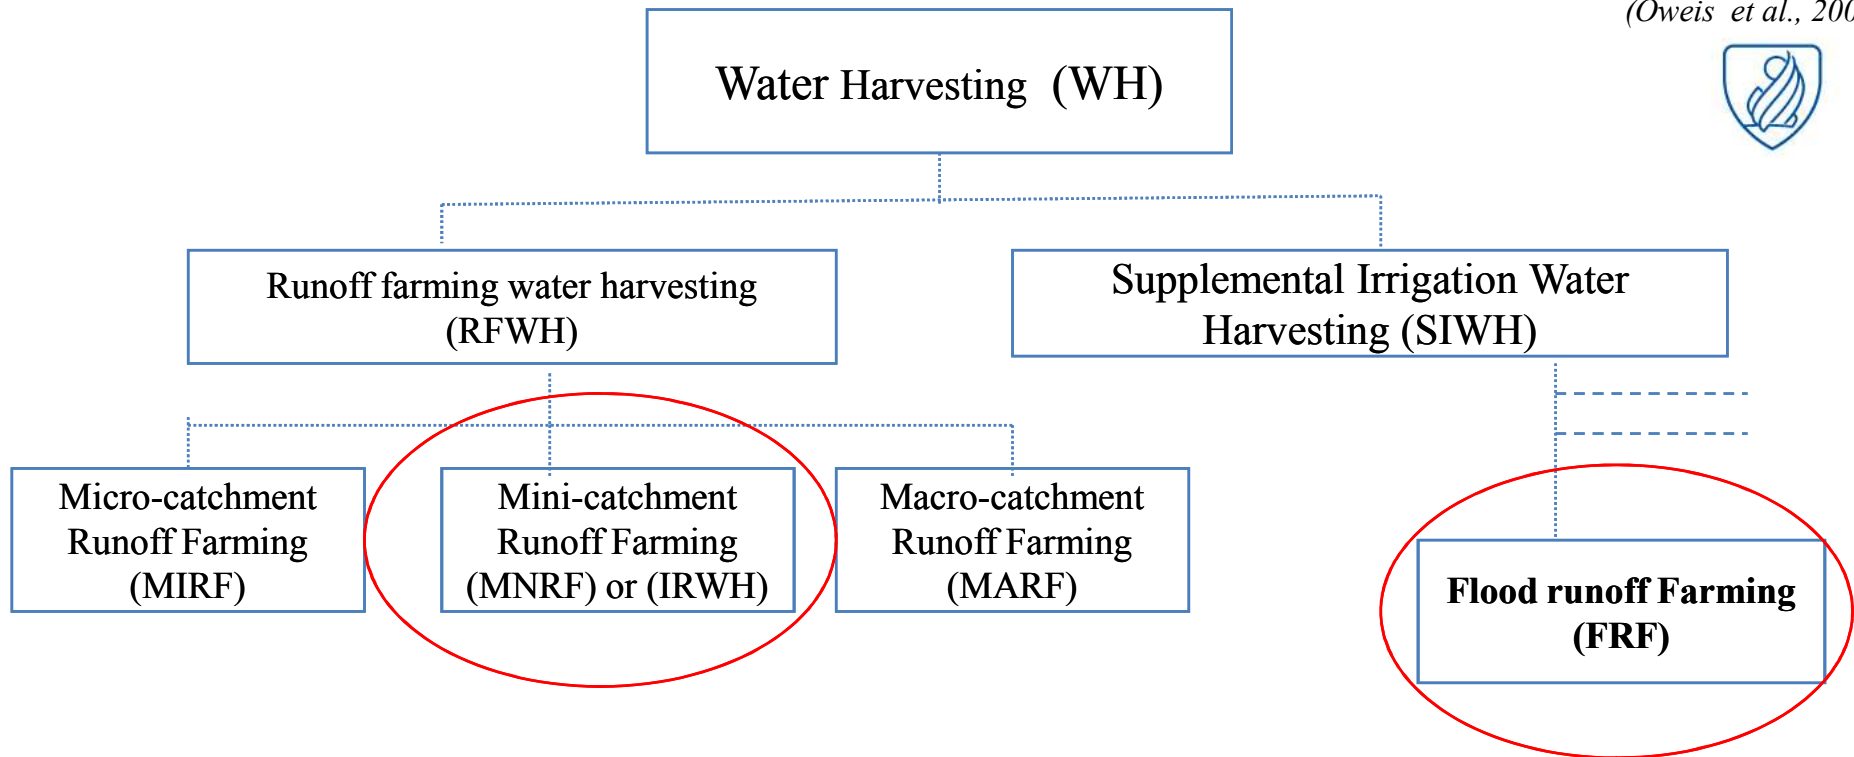 (Oweis et al., 200
Water Harvesting (WH)
Runoff farming water harvesting
(RFWH)
Supplemental Irrigation Water
Harvesting (SIWH)
Micro-catchment
Runoff Farming
(MIRF)
Mini-catchment
Runoff Farming
(MNRF) or (IRWH)
Macro-catchment
Runoff Farming
(MARF)
Flood runoff Farming
(FRF)